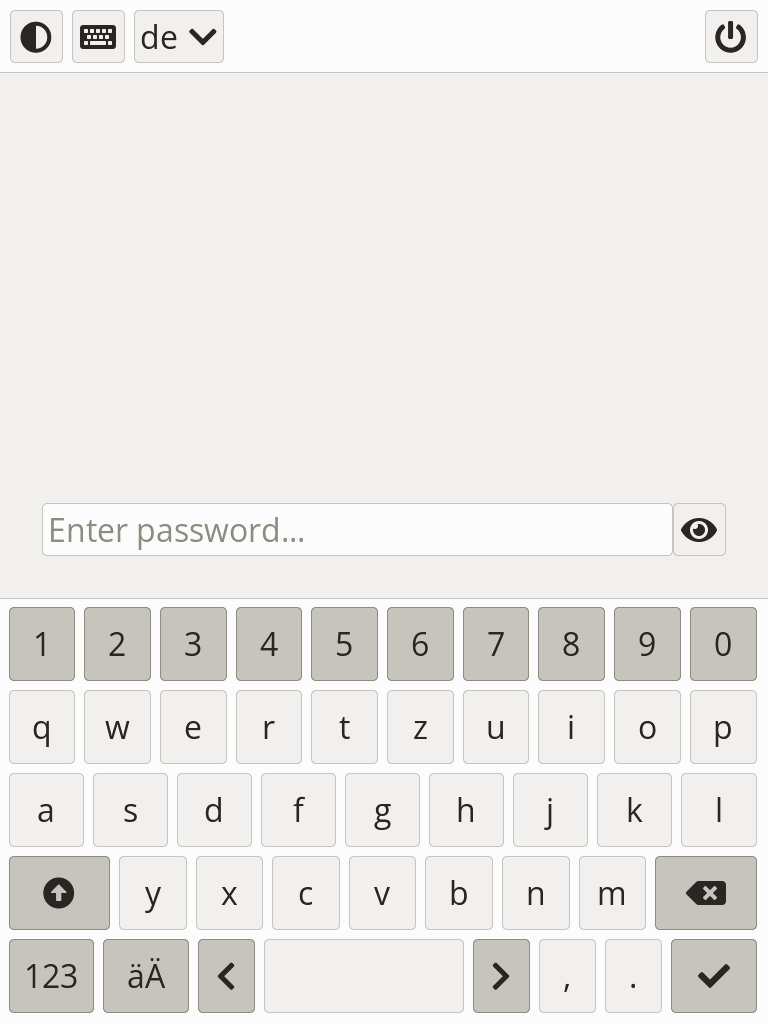 de
Enter password...
1 2 3 4 5 6 7 8 9 0
q w e r t z u i o p
a s d f g h j k l
y x c v b n m
123 äÄ , .